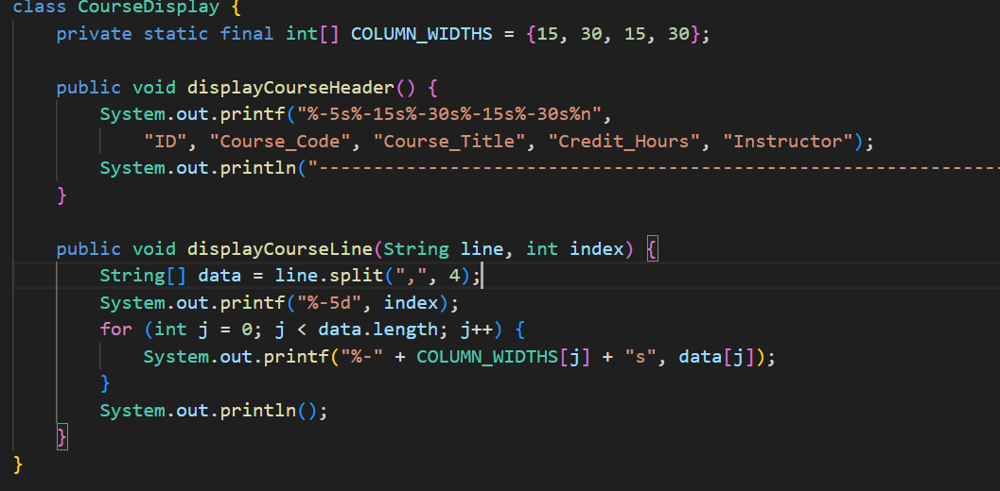 class CourseDisplay {
    private static final int[] COLUMN_WIDTHS = {15, 30, 15, 30};

    public void displayCourseHeader() {
        System.out.printf("%-5s%-15s%-30s%-15s%-30s%n",
            "ID", "Course_Code", "Course_Title", "Credit_Hours", "Instructor");
        System.out.println("---------------------------------------------------------------
    }

    public void displayCourseLine(String line, int index) {
        String[] data = line.split(",", 4);
        System.out.printf("%-5d", index);
        for (int j = 0; j < data.length; j++) {
            System.out.printf("%-" + COLUMN_WIDTHS[j] + "s", data[j]);
        }
        System.out.println();
    }
}